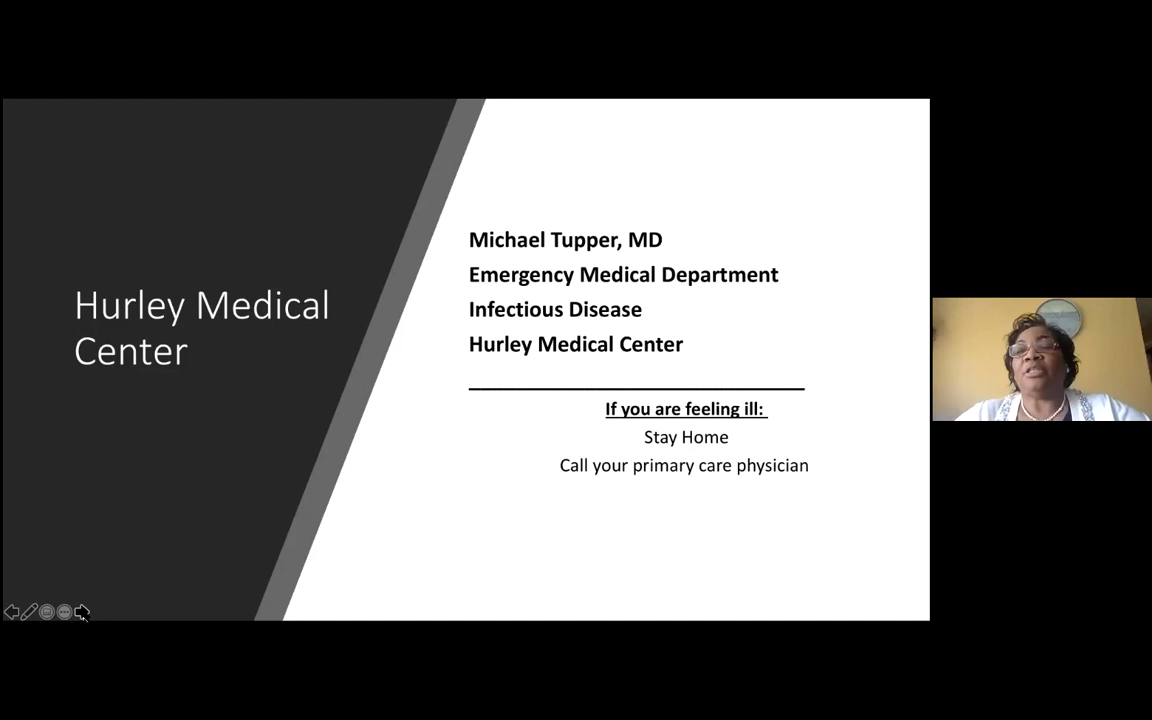 Hurley Medical
Center
Michael Tupper, MD
Emergency Medical Department
Infectious Disease
Hurley Medical Center
If you are feeling ill:
Stay Home
Call your primary care physician